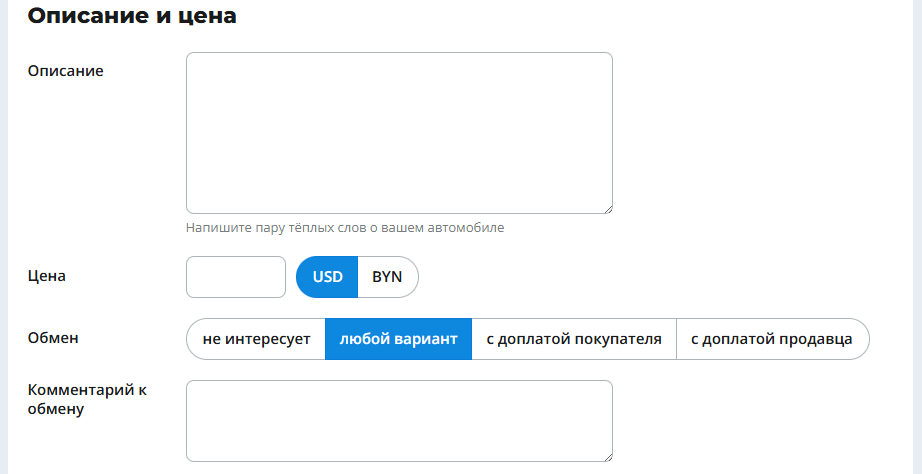 Описание и цена
Описание
Напишите пару тёплых слов о вашем автомобиле
Цена
USD BYN
Обмен
не интересует любой вариант с доплатой покупателя с доплатой продавца
Комментарий к
обмену